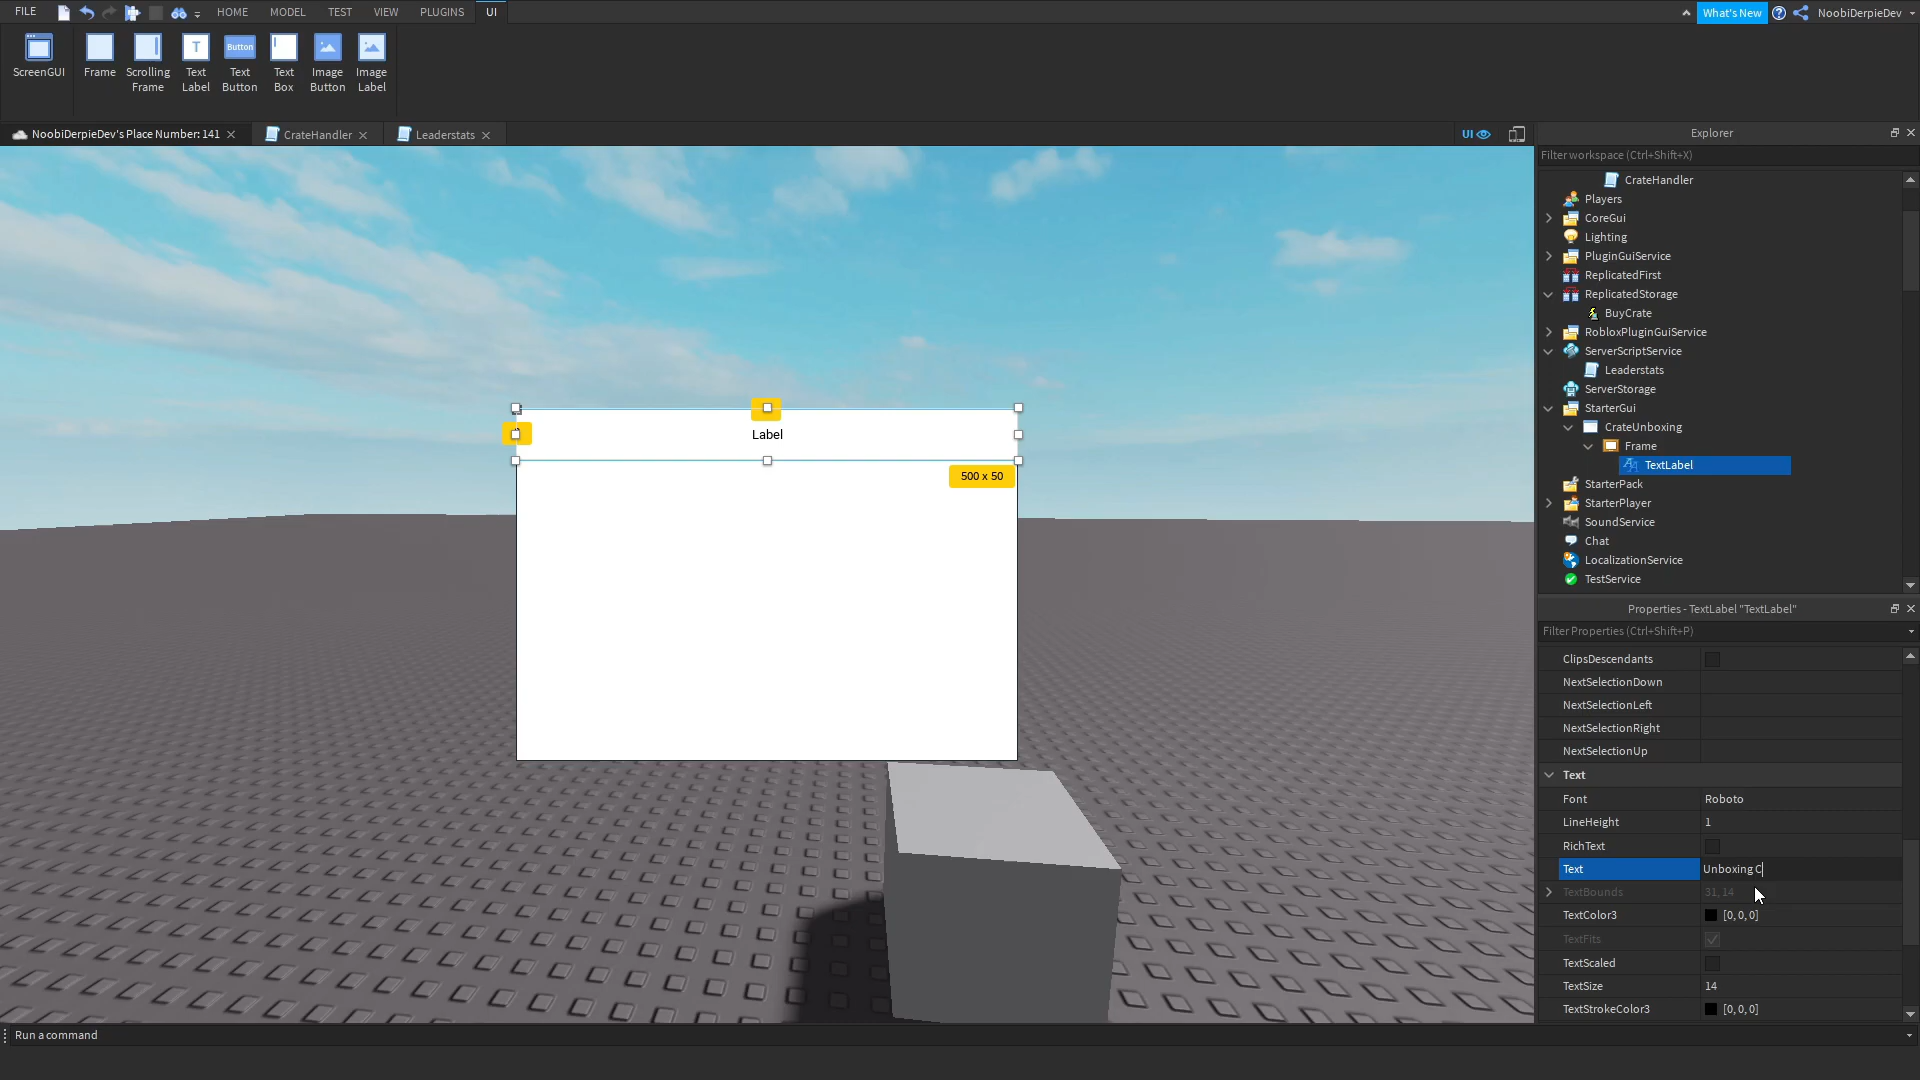 FILE HOME MODEL TEST VIEW PLUGINS UI What's New NoobiDerpieDev
ScreenGUI
Frame
Scrolling
Frame
T
Text
Label
Button
Text
Button
Text
Box
Image
Button
Image
Label
NoobiDerpieDev's Place Number: 141
CrateHandler
Leaderstats
UI
Explorer
Filter workspace (Ctrl+Shift+X)
CrateHandler
Players
CoreGui
Lighting
PluginGuiService
ReplicatedFirst
ReplicatedStorage
BuyCrate
RobloxPluginGuiService
ServerScriptService
Leaderstats
ServerStorage
StarterGui
CrateUnboxing
Frame
TextLabel
StarterPack
StarterPlayer
SoundService
Chat
LocalizationService
TestService
Label
500 x 50
Properties - TextLabel "TextLabel"
Filter Properties (Ctrl+Shift+P)
ClipsDescendants
NextSelectionDown
NextSelectionLeft
NextSelectionRight
NextSelectionUp
Text
Font Roboto
LineHeight 1
RichText
Text Unboxing C
TextBounds 31, 14
TextColor3 [0, 0, 0]
TextFits
TextScaled
TextSize 14
TextStrokeColor3 [0, 0, 0]
Run a command